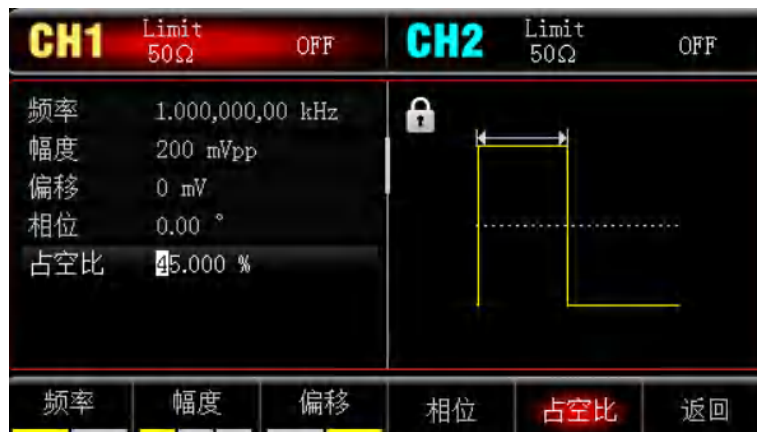 CH1 Limit 50Ω OFF CH2 Limit 50Ω OFF
频率 1.000,000,00 kHz
幅度 200 mVpp
偏移 0 mV
相位 0.00 °
占空比 45.000 %
频率 幅度 偏移 相位 占空比 返回